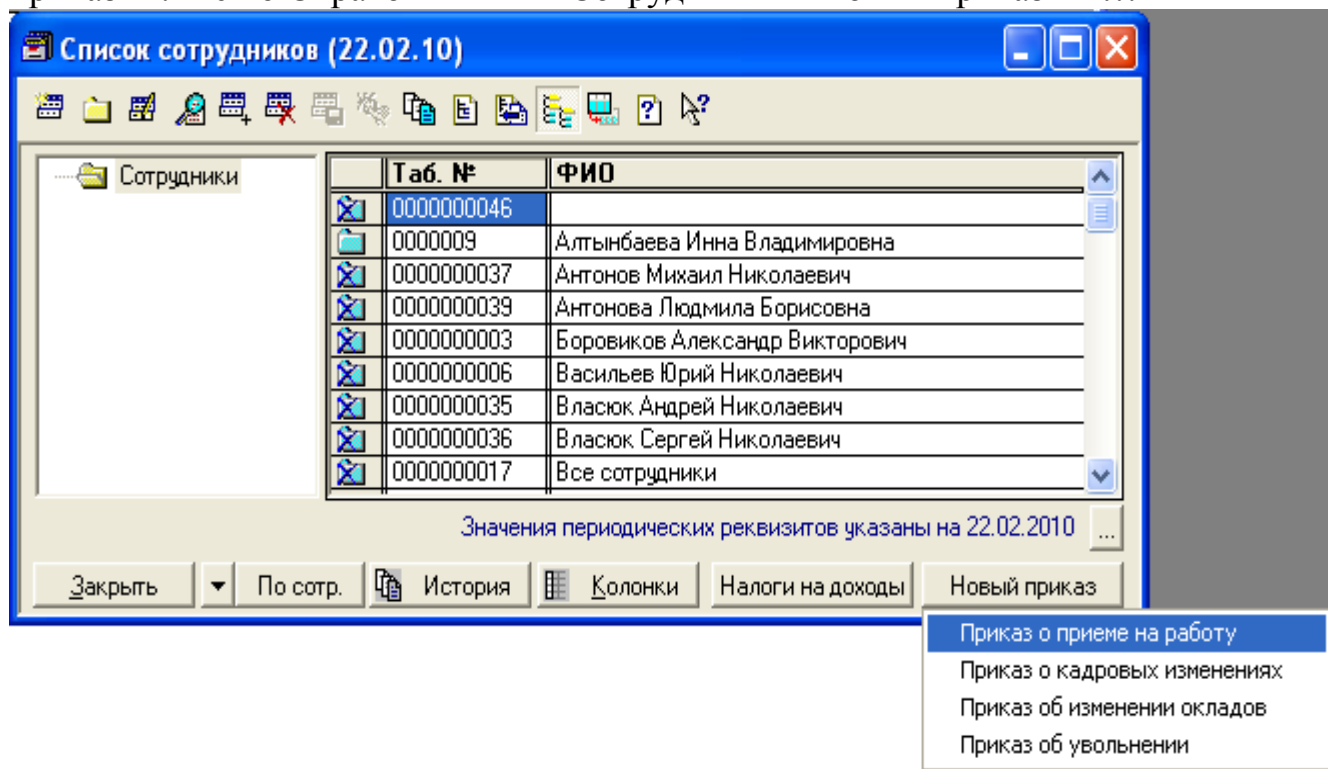 Список сотрудников (22.02.10)
Сотрудники
Таб. № ФИО
0000000046
0000009 Алтынбаева Инна Владимировна
0000000037 Антонов Михаил Николаевич
0000000039 Антонова Людмила Борисовна
0000000003 Боровиков Александр Викторович
0000000006 Васильев Юрий Николаевич
0000000035 Власюк Андрей Николаевич
0000000036 Власюк Сергей Николаевич
0000000017 Все сотрудники
Значения периодических реквизитов указаны на 22.02.2010 ...
Закрыть По сотр. История Колонки Налоги на доходы Новый приказ
Приказ о приеме на работу
Приказ о кадровых изменениях
Приказ об изменении окладов
Приказ об увольнении